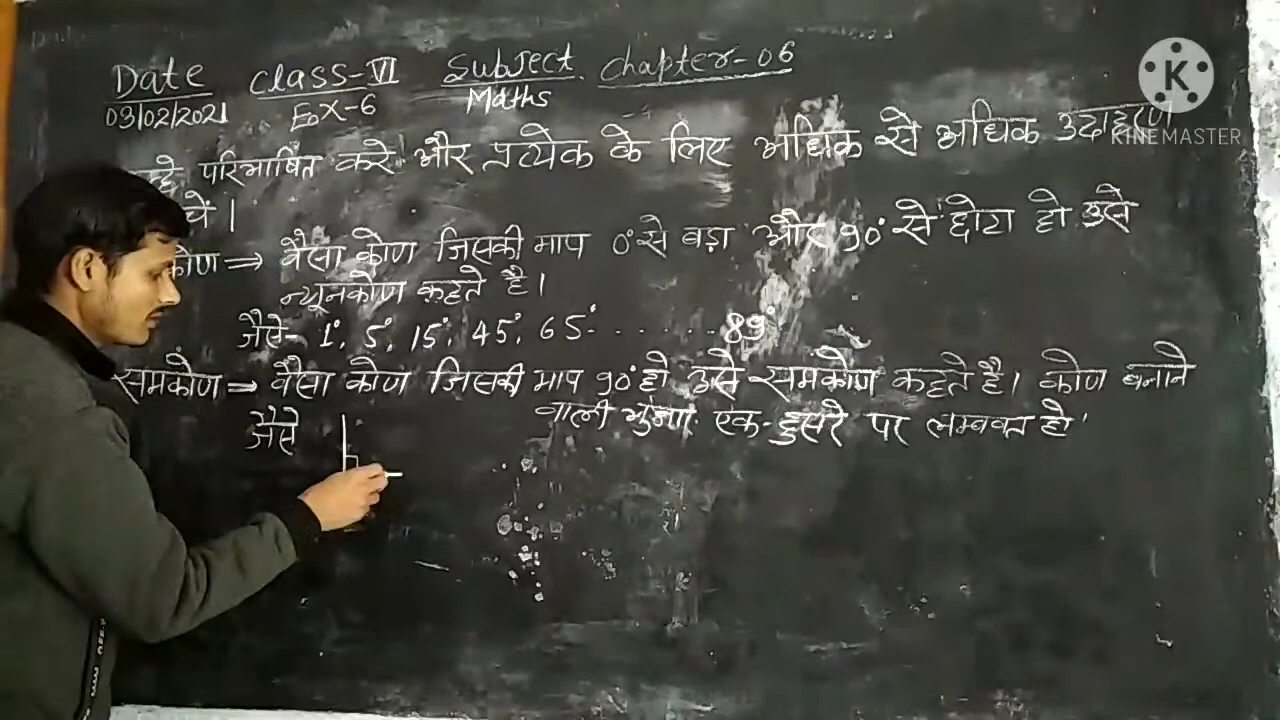 Date Class-VI Subject Chapter-06
03/02/2021 Ex-6 Maths
परिभाषित करे और प्रत्येक के लिए अधिक से अधिक उदाहरण
कोण ⇒ वैसा कोण जिसकी माप 0° से बड़ा और 90° से छोटा हो उसे
न्यूनकोण कहते है।
जैसे- 1°, 5°, 15°, 45°, 65°.......89°
समकोण ⇒ वैसा कोण जिसकी माप 90° हो उसे समकोण कहते है। कोण बनाने
वाली भुजाए एक-दुसरे पर लम्बवत हो
जैसे
K
KINEMASTER